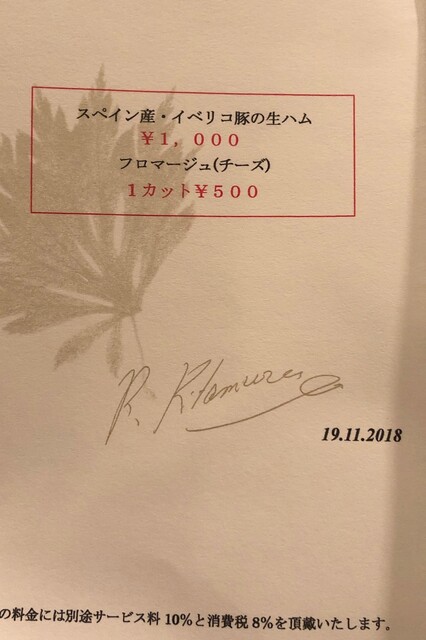 スペイン産・イベリコ豚の生ハム
￥１，０００
フロマージュ(チーズ)
１カット￥５００
R. Kitamura
19.11.2018
の料金には別途サービス料 10%と消費税 8%を頂戴いたします。